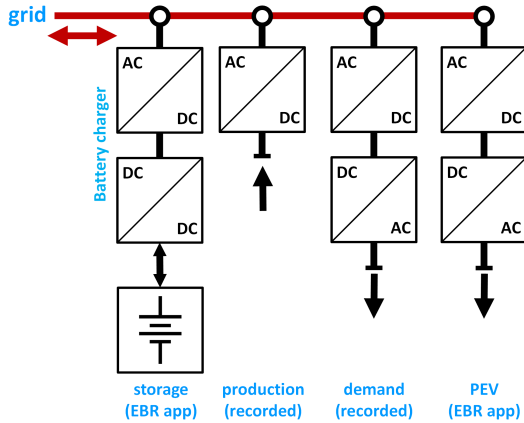 grid
Battery charger
AC
DC
AC
DC
AC
DC
AC
DC
DC
DC
DC
AC
DC
AC
storage
(EBR app)
production
(recorded)
demand
(recorded)
PEV
(EBR app)